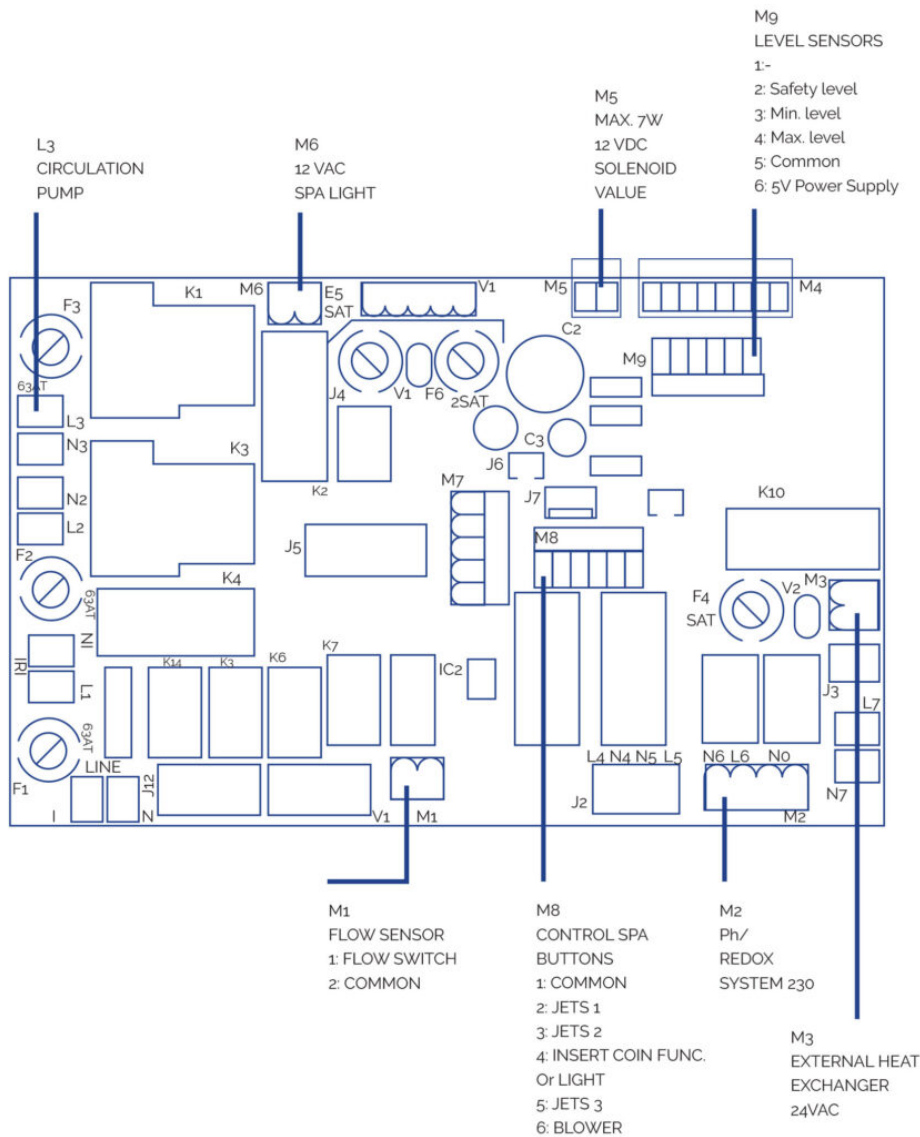 M9
LEVEL SENSORS
1:-
2: Safety level
3: Min. level
4: Max. level
5: Common
6: 5V Power Supply
M5
MAX. 7W
12 VDC
SOLENOID
VALUE
L3
CIRCULATION
PUMP
M6
12 VAC
SPA LIGHT
F3
K1
M6
E5
SAT
V1
M5
M4
C2
M9
63AT
L3
N3
J4
V1
F6
2SAT
K3
K2
C3
J6
M7
J7
K10
N2
L2
J5
M8
F2
63AT
K4
F4
SAT
V2
M3
N1
IRI
L1
K14
K3
K6
K7
IC2
J3
L7
63AT
F1
LINE
J12
I
N
V1
M1
L4 N4 N5 L5
J2
N6 L6 N0
M2
N7
M1
FLOW SENSOR
1: FLOW SWITCH
2: COMMON
M8
CONTROL SPA
BUTTONS
1: COMMON
2: JETS 1
3: JETS 2
4: INSERT COIN FUNC.
Or LIGHT
5: JETS 3
6: BLOWER
M2
Ph/
REDOX
SYSTEM 230
M3
EXTERNAL HEAT
EXCHANGER
24VAC